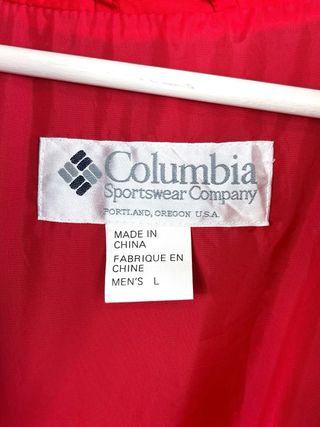 Columbia
Sportswear Company
PORTLAND, OREGON U.S.A.
MADE IN
CHINA
FABRIQUE EN
CHINE
MEN'S L